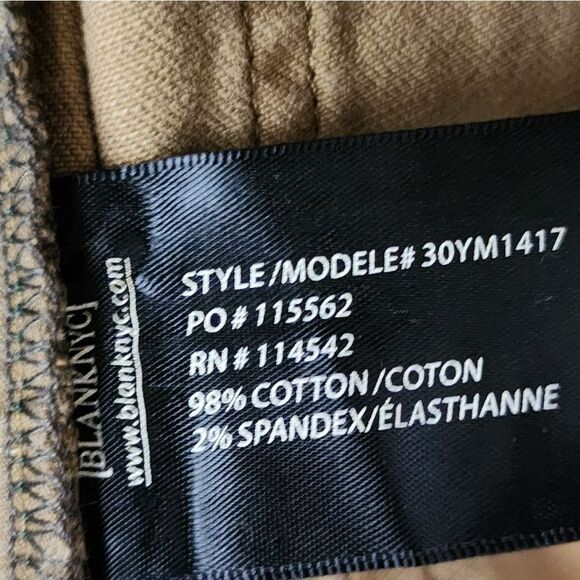 STYLE/MODELE# 30YM1417
PO# 115562
RN# 114542
98% COTTON/COTON
2% SPANDEX/ÉLASTHANNE
[BLANKNYC]
www.blanknyc.com